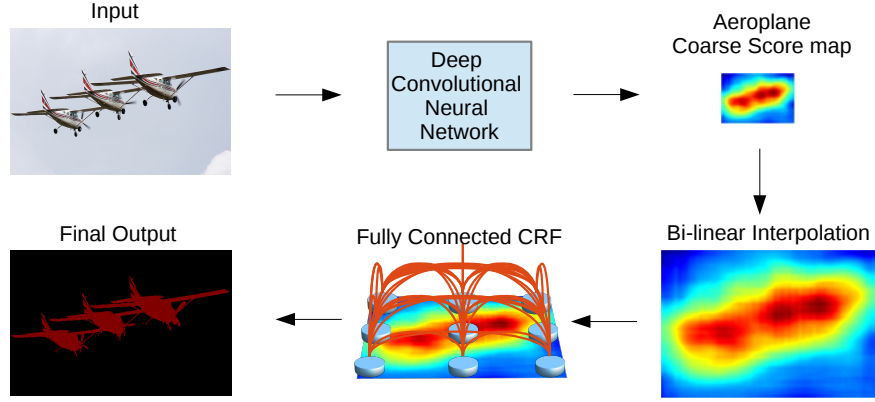 Input
Deep
Convolutional
Neural
Network
Aeroplane
Coarse Score map
Final Output
Fully Connected CRF
Bi-linear Interpolation